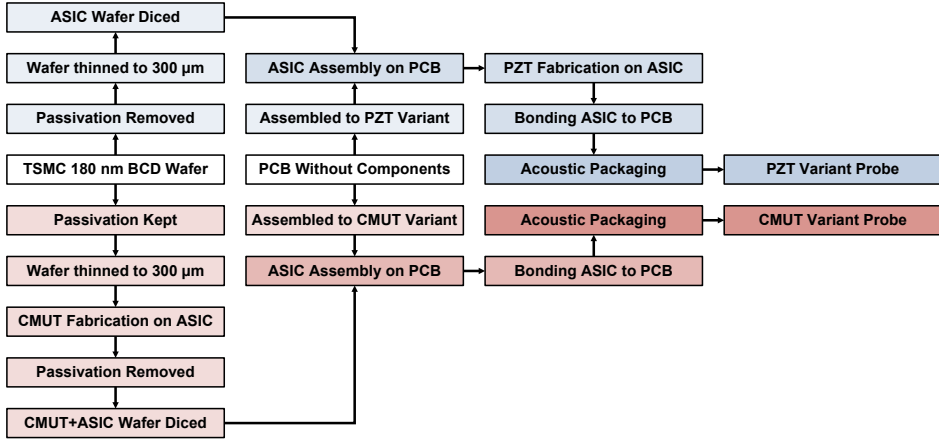 ASIC Wafer Diced
Wafer thinned to 300 µm
Passivation Removed
TSMC 180 nm BCD Wafer
Passivation Kept
Wafer thinned to 300 µm
CMUT Fabrication on ASIC
Passivation Removed
CMUT+ASIC Wafer Diced
ASIC Assembly on PCB
Assembled to PZT Variant
PCB Without Components
Assembled to CMUT Variant
ASIC Assembly on PCB
PZT Fabrication on ASIC
Bonding ASIC to PCB
Acoustic Packaging
Acoustic Packaging
Bonding ASIC to PCB
PZT Variant Probe
CMUT Variant Probe